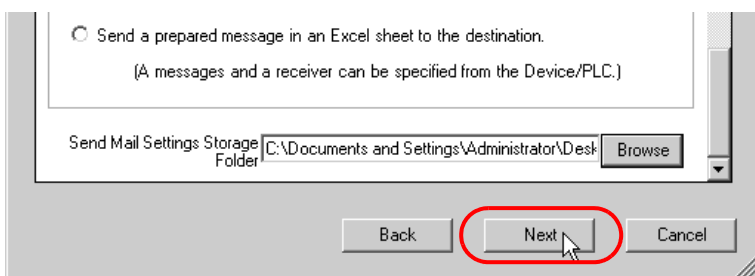 Send a prepared message in an Excel sheet to the destination.
(A messages and a receiver can be specified from the Device/PLC.)
Send Mail Settings Storage
Folder
C:\Documents and Settings\Administrator\Desk
Browse
Back
Next
Cancel